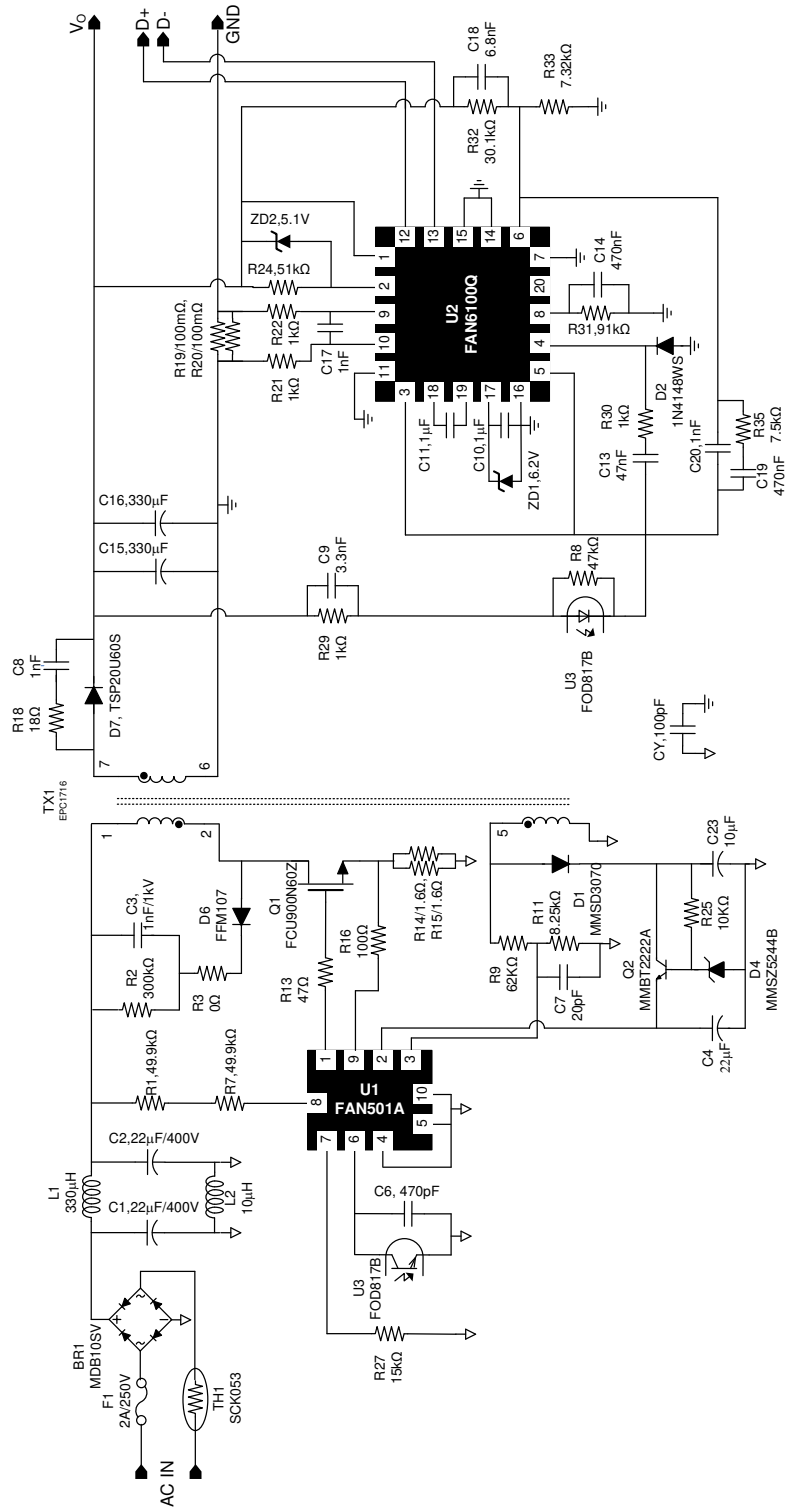 AC IN
F1
2A/250V
TH1
SCK053
BR1
MDB10SV
+
-
~
~
L1
330μH
C1,22μF/400V
C2,22μF/400V
L2
10μH
R1,49.9kΩ
R7,49.9kΩ
R2
300kΩ
C3,
1nF/1kV
R3
0Ω
D6
FFM107
Q1
FCU900N60Z
R13
47Ω
R16
100Ω
R14/1.6Ω,
R15/1.6Ω
TX1
EPC1716
1
2
7
6
5
R18
18Ω
C8
1nF
D7, TSP20U60S
C15,330μF
C16,330μF
R19/100mΩ,
R20/100mΩ
VO
D+
D-
GND
U1
FAN501A
8
7
6
4
5
10
1
9
2
3
R27
15kΩ
U3
FOD817B
C6, 470pF
R9
62KΩ
R11
8.25kΩ
C7
20pF
D1
MMSD3070
Q2
MMBT2222A
R25
10KΩ
C23
10μF
D4
MMSZ5244B
C4
22μF
R29
1kΩ
C9
3.3nF
R8
47kΩ
U3
FOD817B
CY,100pF
R21
1kΩ
R22
1kΩ
C17
1nF
R24,51kΩ
ZD2,5.1V
U2
FAN6100Q
11
10
9
2
1
3
18
19
17
16
12
13
15
14
6
5
4
8
20
7
C11,1μF
C10,1μF
ZD1,6.2V
R32
30.1kΩ
C18
6.8nF
R33
7.32kΩ
C14
470nF
R31,91kΩ
D2
1N4148WS
R30
1kΩ
C13
47nF
C20,1nF
C19
470nF
R35
7.5kΩ